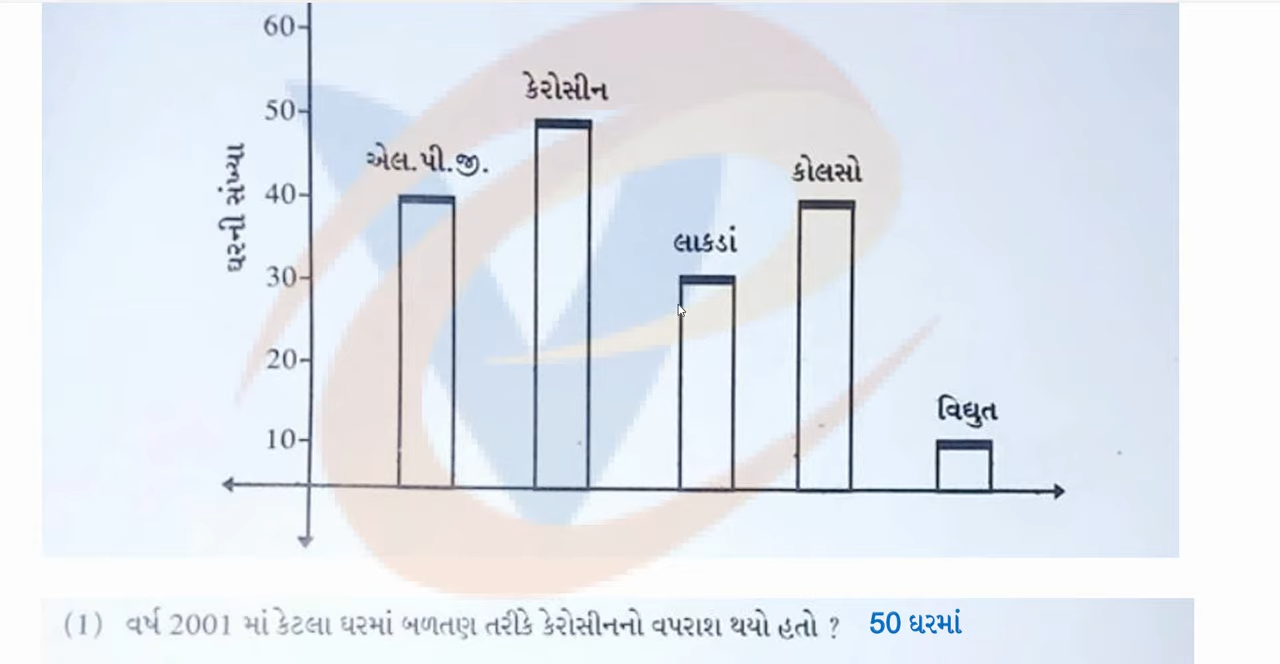 60
કેરોસીન
50
એલ.પી.જી.
કોલસો
40
ઘરની સંખ્યા
લાકડાં
30
20
વિદ્યુત
10
(1) વર્ષ 2001 માં કેટલા ઘરમાં બળતણ તરીકે કેરોસીનનો વપરાશ થયો હતો ? 50 ઘરમાં